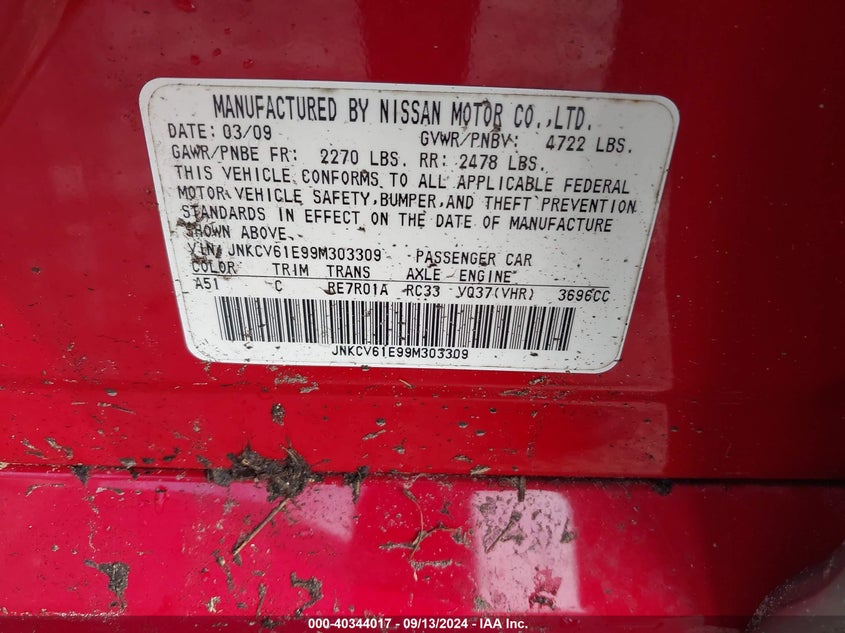 MANUFACTURED BY NISSAN MOTOR CO.,LTD.
DATE: 03/09 GVWR/PNBV: 4722 LBS.
GAWR/PNBE FR: 2270 LBS. RR: 2478 LBS.
THIS VEHICLE CONFORMS TO ALL APPLICABLE FEDERAL
MOTOR VEHICLE SAFETY,BUMPER,AND THEFT PREVENTION
STANDARDS IN EFFECT ON THE DATE OF MANUFACTURE
SHOWN ABOVE.
VIN/ JNKCV61E99M303309 PASSENGER CAR
COLOR TRIM TRANS AXLE ENGINE
A51 C RE7R01A RC33 VQ37(VHR) 3696CC
JNKCV61E99M303309
000-40344017 - 09/13/2024 - IAA Inc.